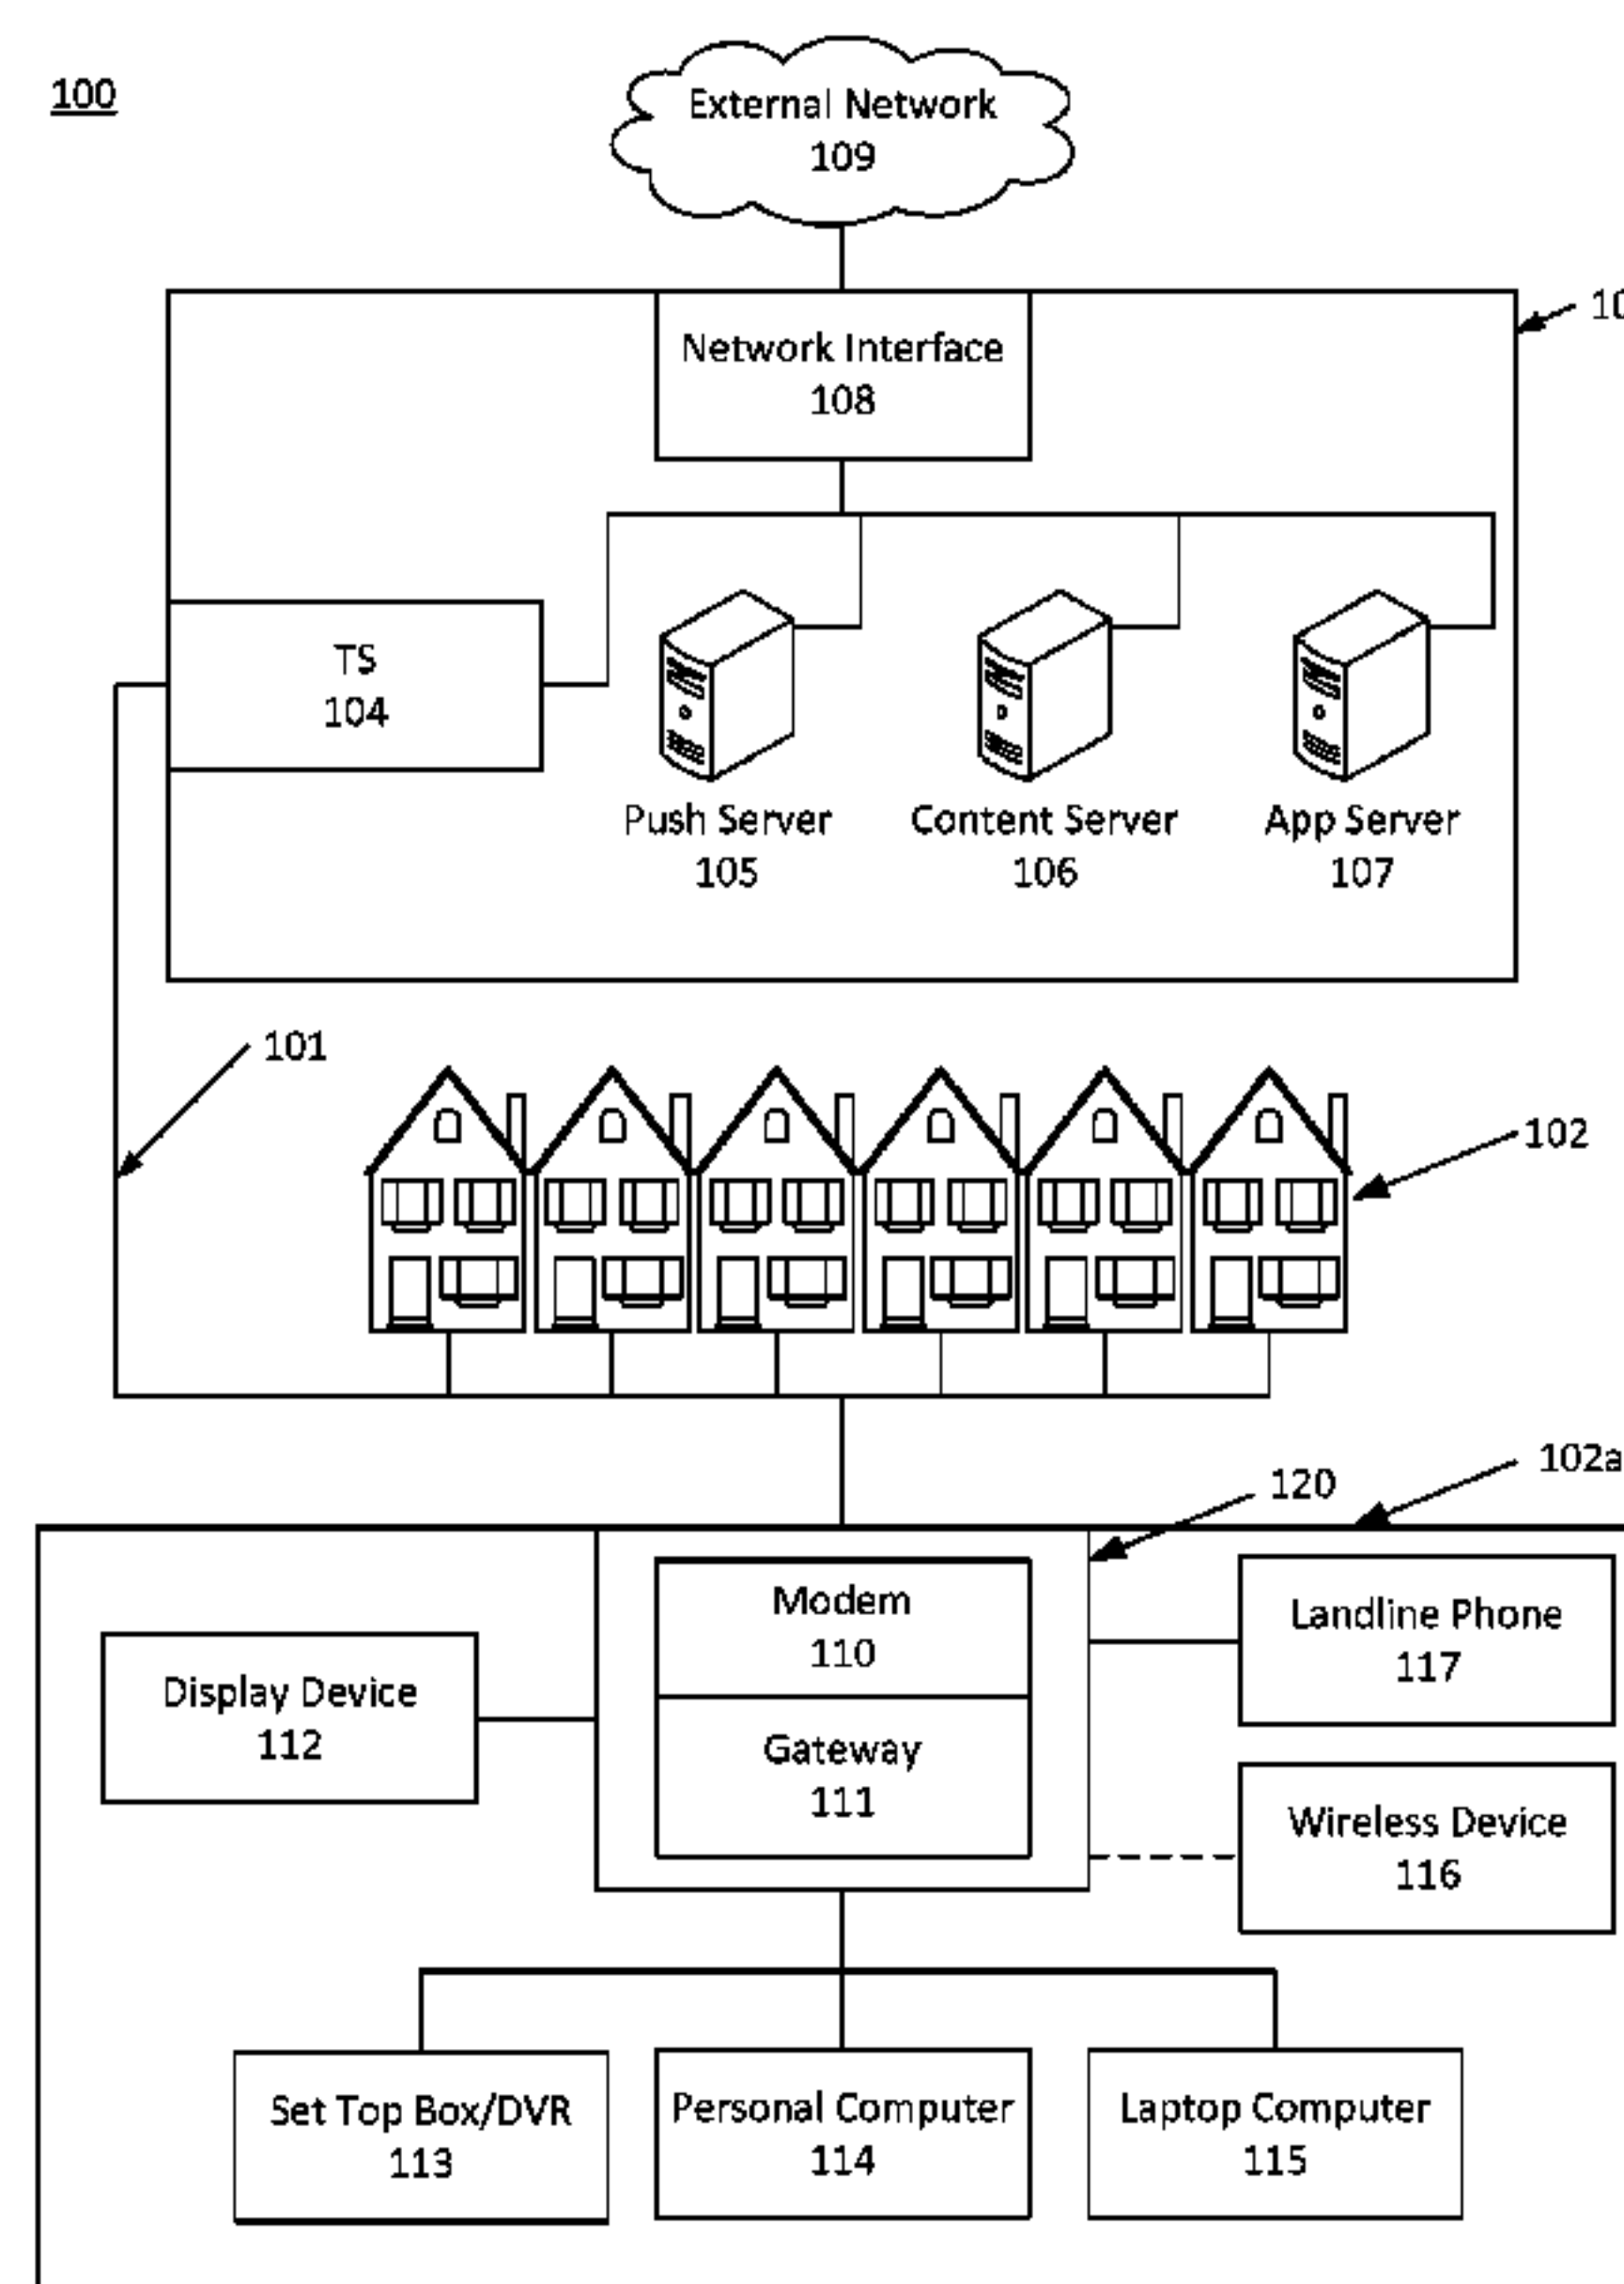 100
External Network
109
Network Interface
108
TS
104
Push Server
105
Content Server
106
App Server
107
101
102
102a
120
Modem
110
Gateway
111
Landline Phone
117
Display Device
112
Wireless Device
116
Set Top Box/DVR
113
Personal Computer
114
Laptop Computer
115